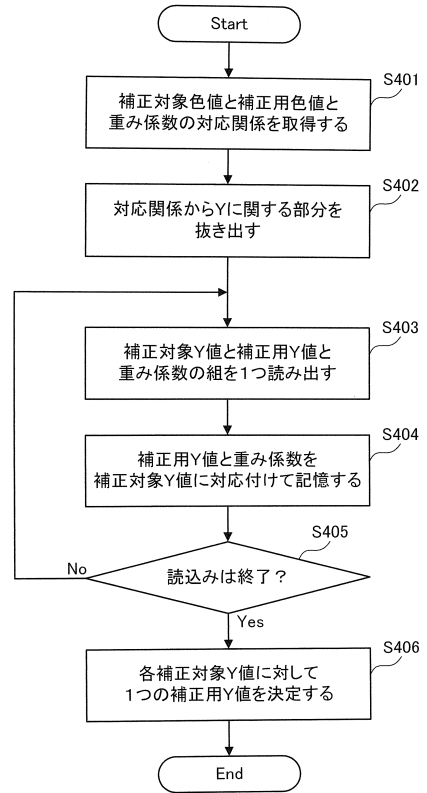 Start
S401
補正対象色値と補正用色値と
重み係数の対応関係を取得する
S402
対応関係からYに関する部分を
抜き出す
S403
補正対象Y値と補正用Y値と
重み係数の組を1つ読み出す
S404
補正用Y値と重み係数を
補正対象Y値に対応付けて記憶する
S405
読込みは終了？
No
Yes
S406
各補正対象Y値に対して
1つの補正用Y値を決定する
End